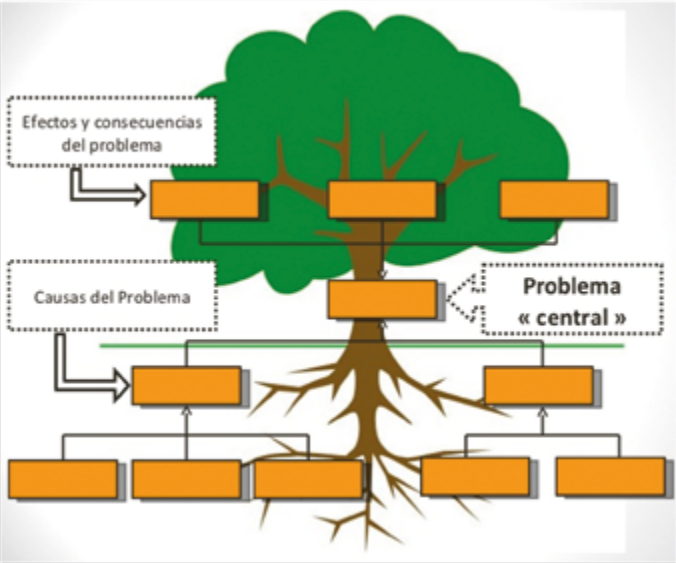 Efectos y consecuencias
del problema
Causas del Problema
Problema
« central »